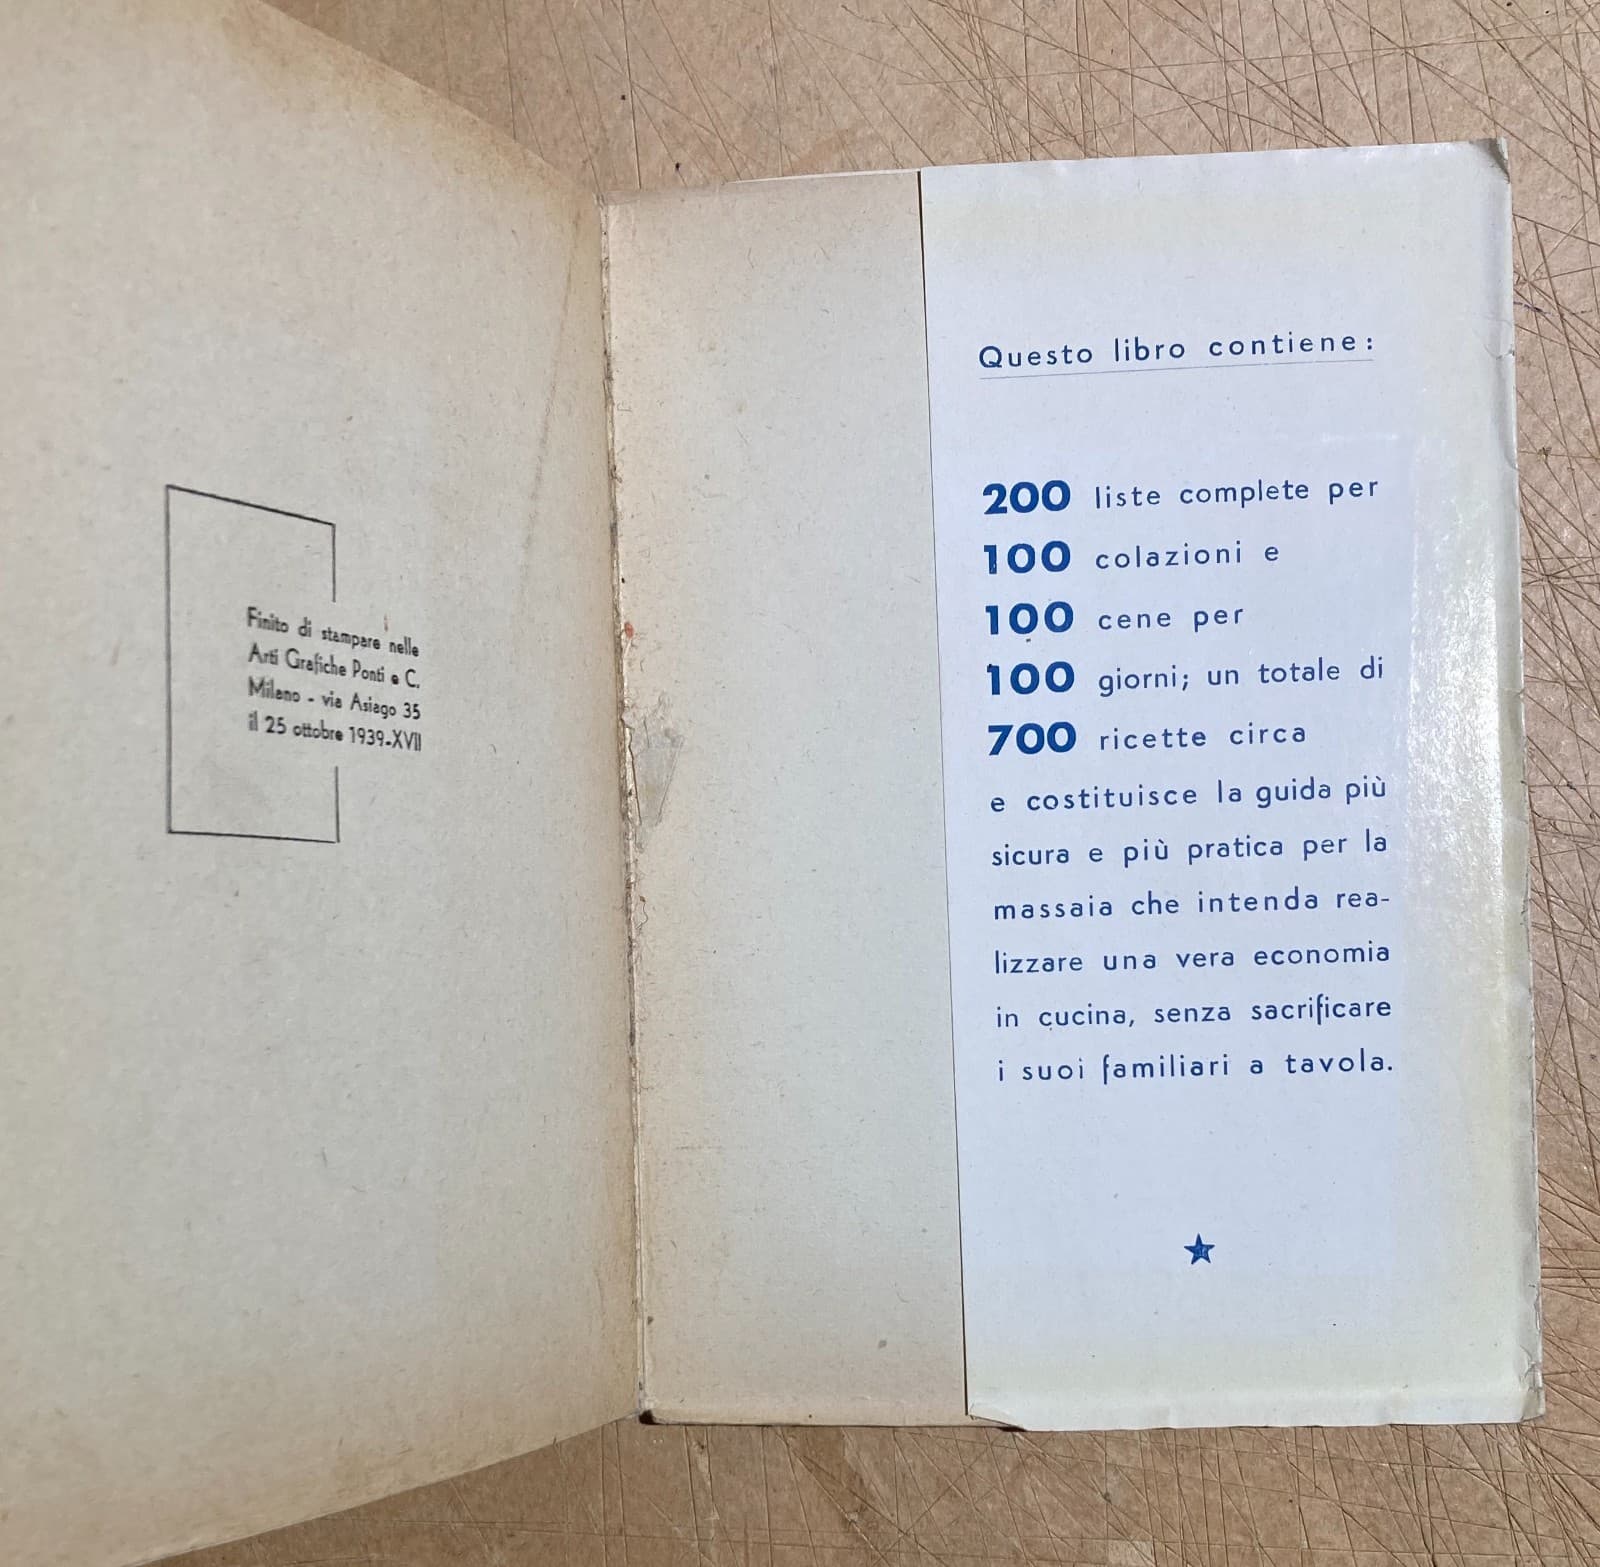 Finito di stampare nelle
Arti Grafiche Ponti e C.
Milano - via Asiago 35
il 25 ottobre 1939-XVII
Questo libro contiene:
200 liste complete per
100 colazioni e
100 cene per
100 giorni; un totale di
700 ricette circa
e costituisce la guida più
sicura e più pratica per la
massaia che intenda rea-
lizzare una vera economia
in cucina, senza sacrificare
i suoi familiari a tavola.